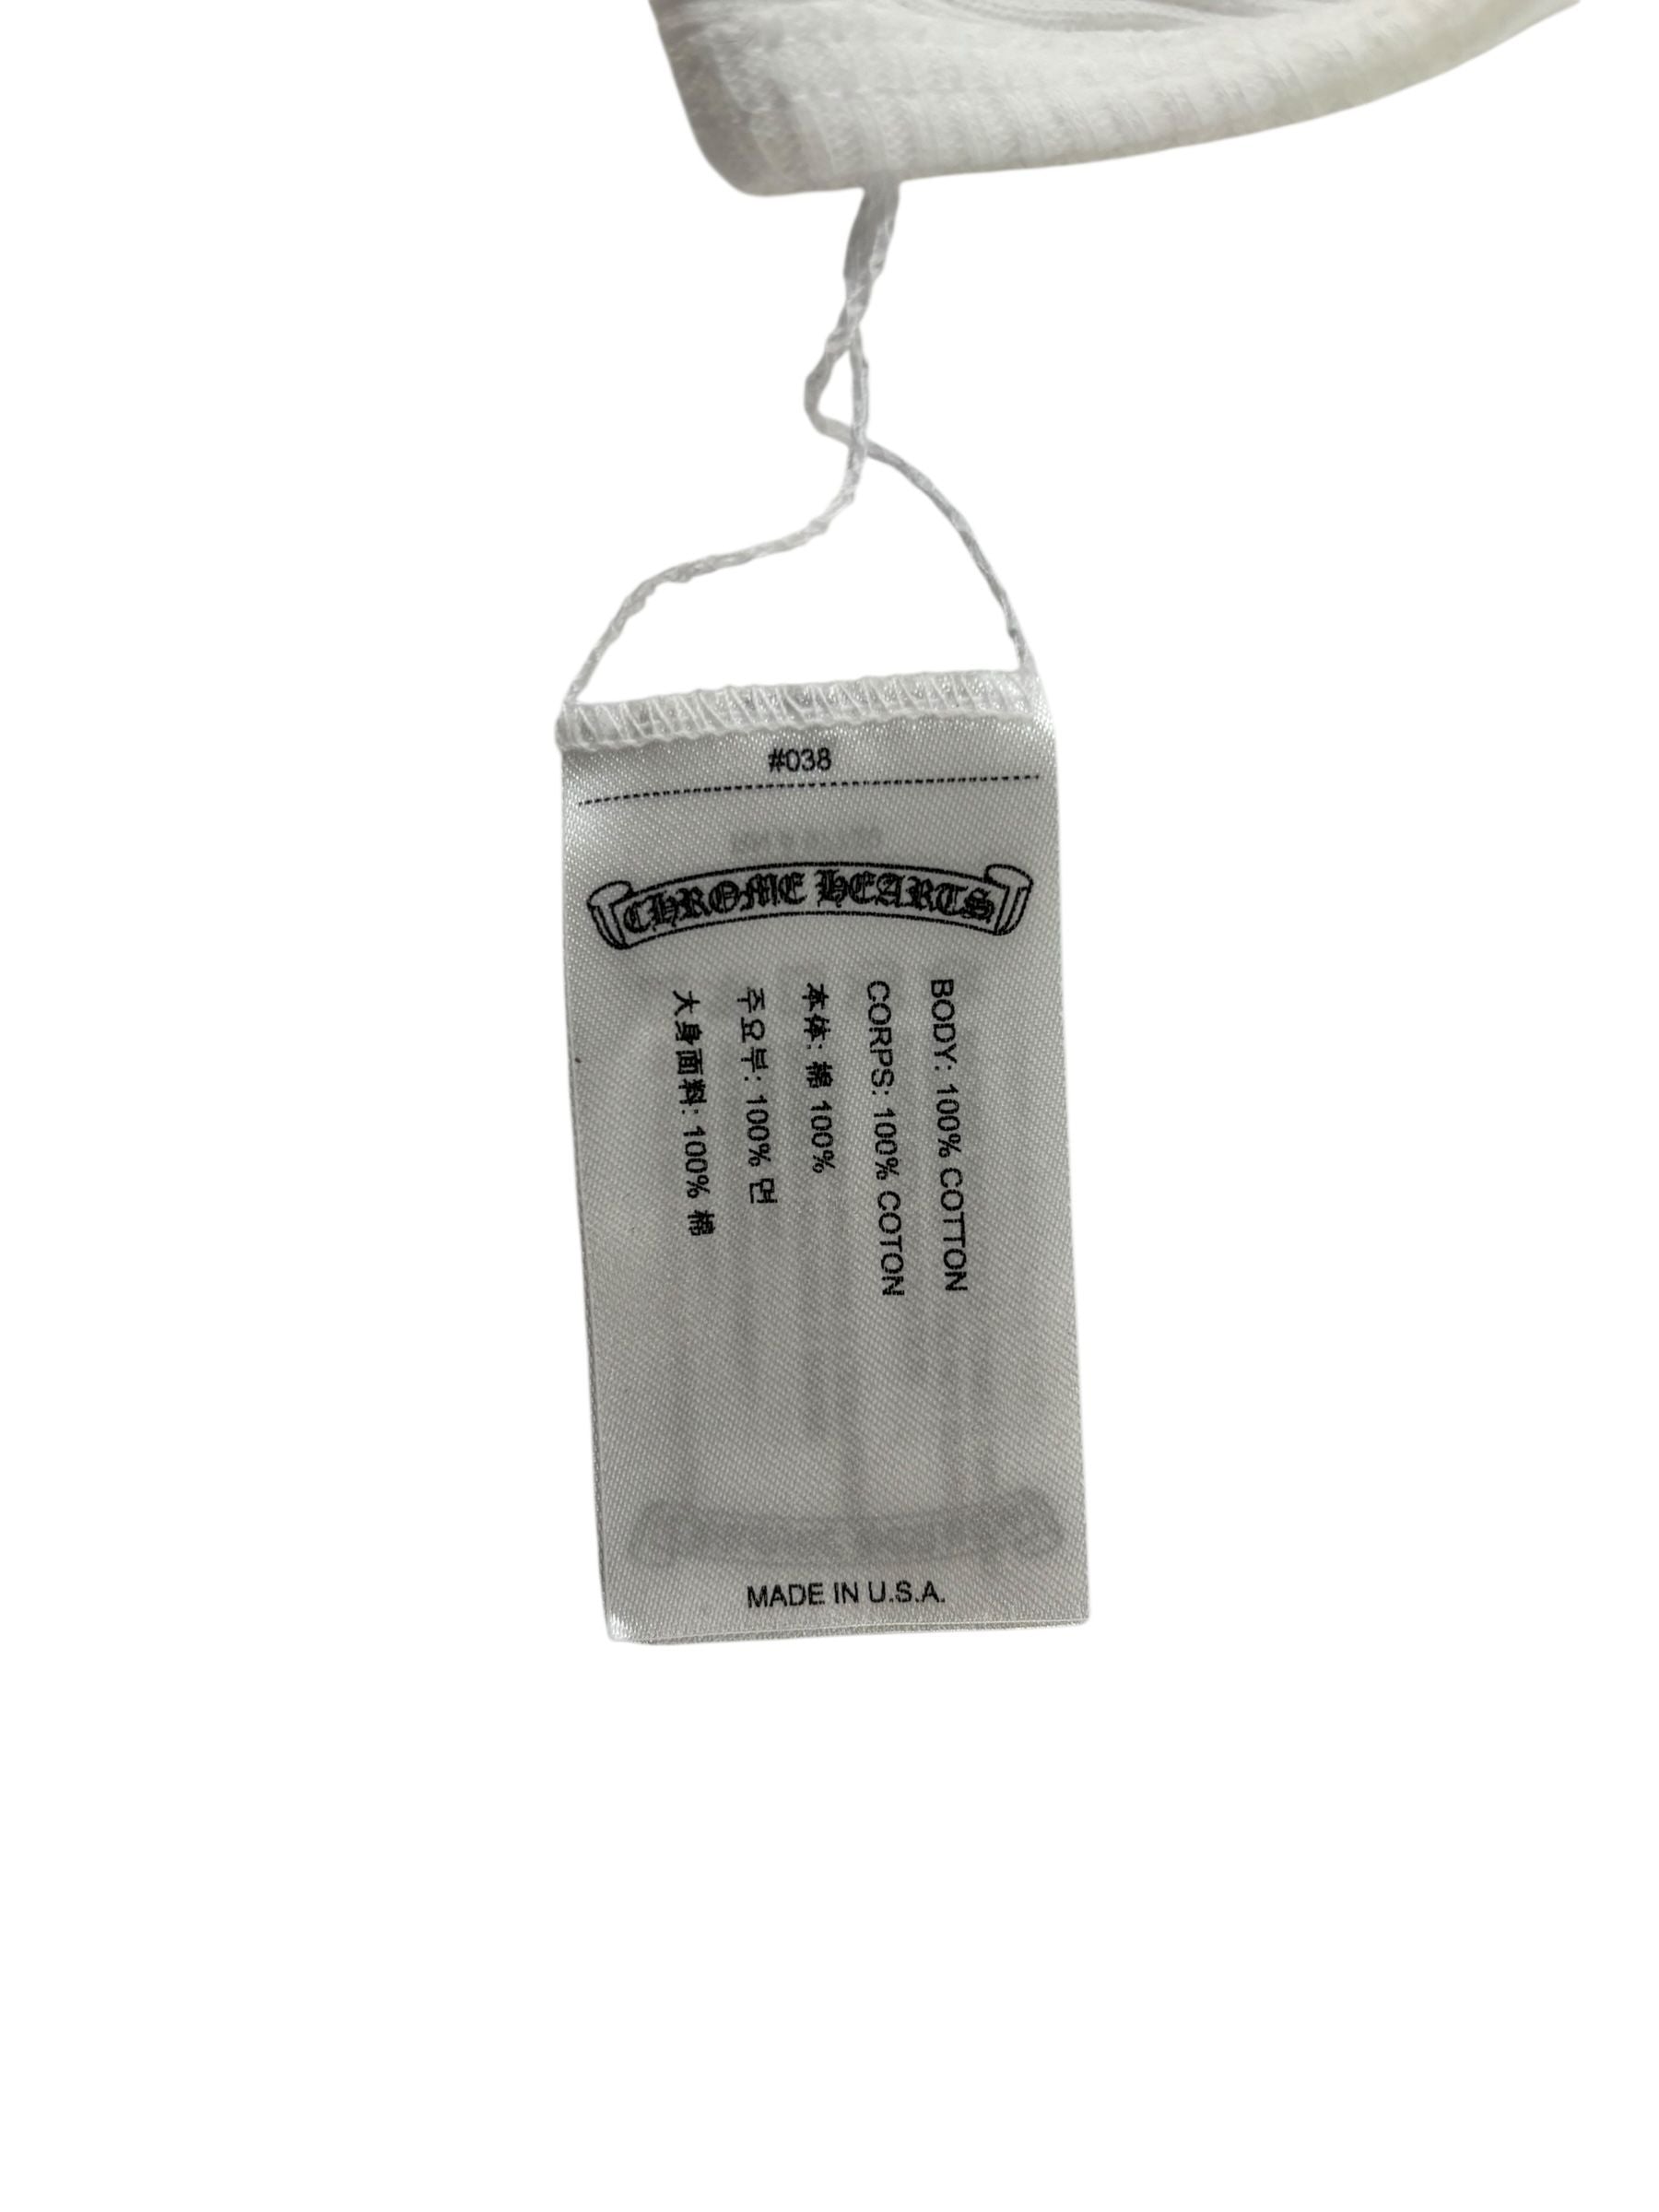 #038
CHROME HEARTS
BODY: 100% COTTON
CORPS: 100% COTON
本体: 棉 100%
주요부: 100% 면
大身面料: 100% 棉
MADE IN U.S.A.